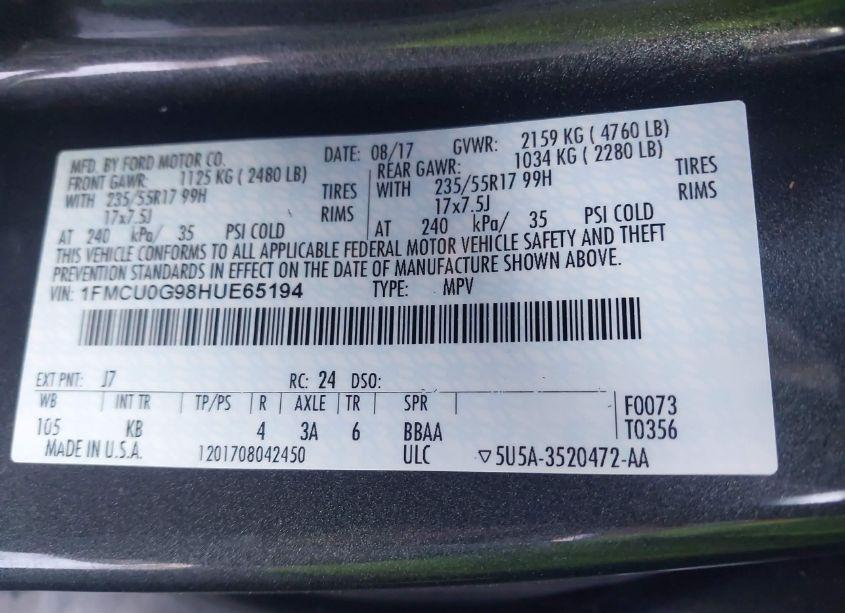 MFD. BY FORD MOTOR CO. DATE: 08/17 GVWR: 2159 KG ( 4760 LB)
FRONT GAWR: 1125 KG ( 2480 LB) REAR GAWR: 1034 KG ( 2280 LB)
WITH 235/55R17 99H TIRES WITH 235/55R17 99H TIRES
17x7.5J RIMS 17x7.5J RIMS
AT 240 kPa/ 35 PSI COLD AT 240 kPa/ 35 PSI COLD
THIS VEHICLE CONFORMS TO ALL APPLICABLE FEDERAL MOTOR VEHICLE SAFETY AND THEFT
PREVENTION STANDARDS IN EFFECT ON THE DATE OF MANUFACTURE SHOWN ABOVE.
VIN: 1FMCU0G98HUE65194 TYPE: MPV
EXT PNT: J7 RC: 24 DSO:
WB INT TR TP/PS R AXLE TR SPR F0073
105 KB 4 3A 6 BBAA T0356
MADE IN U.S.A. 1201708042450 ULC ▽5U5A-3520472-AA